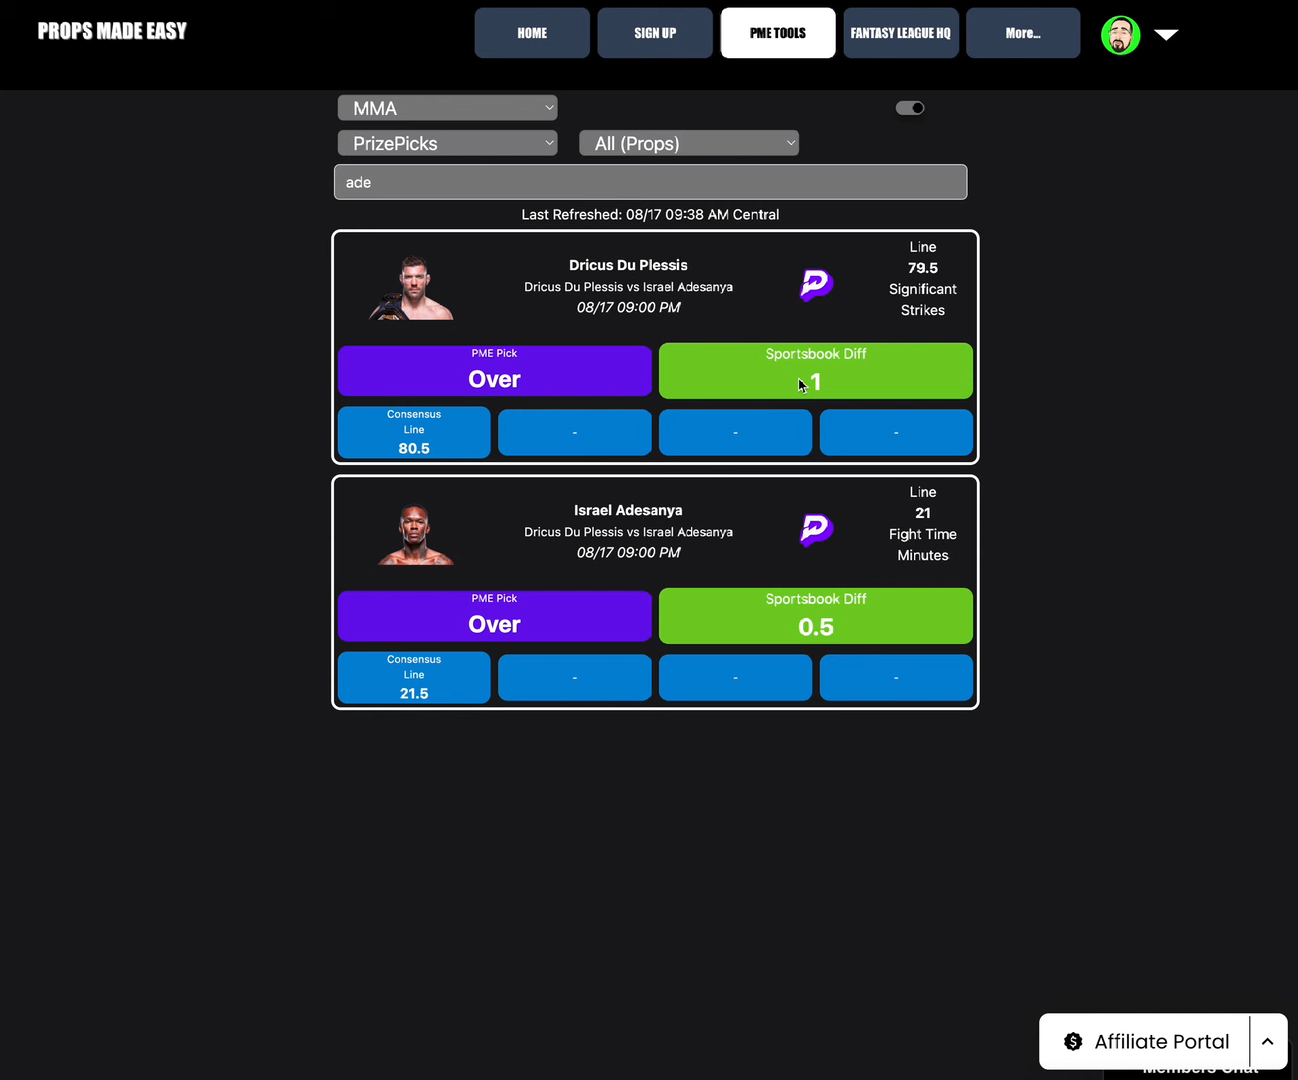 PROPS MADE EASY
HOME
SIGN UP
PME TOOLS
FANTASY LEAGUE HQ
More...
MMA
PrizePicks
All (Props)
ade
Last Refreshed: 08/17 09:38 AM Central
Dricus Du Plessis
Dricus Du Plessis vs Israel Adesanya
08/17 09:00 PM
Line
79.5
Significant
Strikes
PME Pick
Over
Sportsbook Diff
1
Consensus
Line
80.5
-
-
-
Israel Adesanya
Dricus Du Plessis vs Israel Adesanya
08/17 09:00 PM
Line
21
Fight Time
Minutes
PME Pick
Over
Sportsbook Diff
0.5
Consensus
Line
21.5
-
-
-
Affiliate Portal
Members Chat